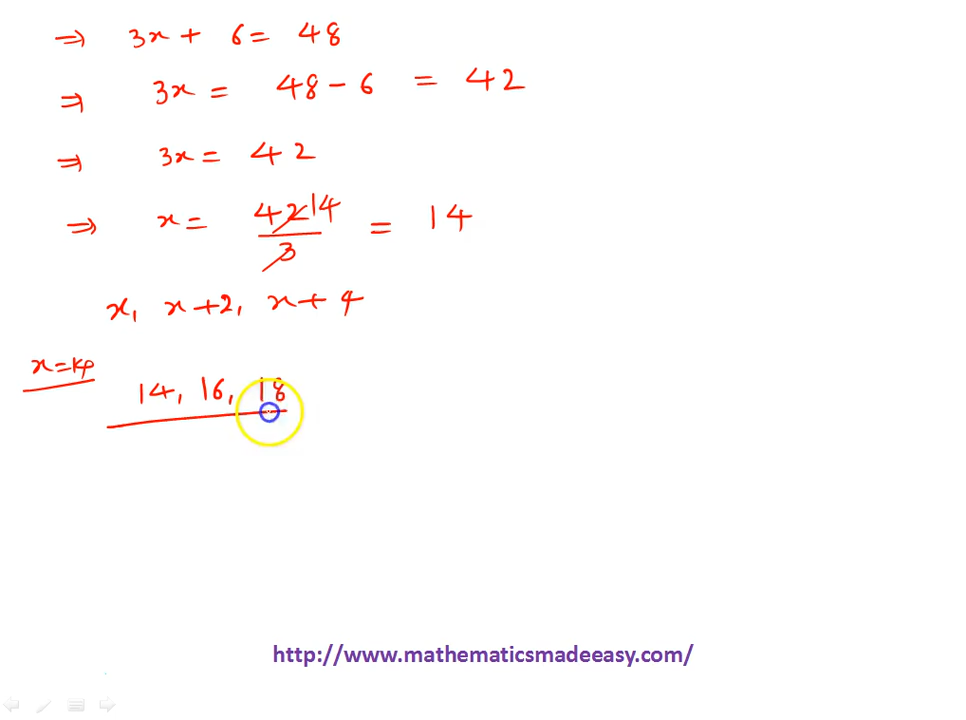 ⇒ 3x + 6 = 48
⇒ 3x = 48 - 6 = 42
⇒ 3x = 42
⇒ x = 42/3 14 = 14
x, x+2, x+4
x=14
14, 16, 18
http://www.mathematicsmadeeasy.com/